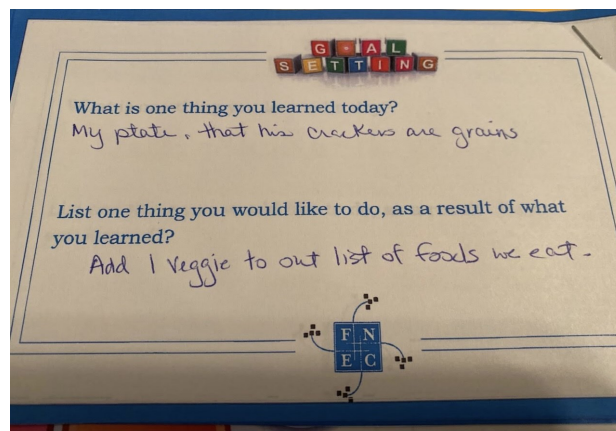 GOAL
SETTING
What is one thing you learned today?
My plate, that his crackers are grains
List one thing you would like to do, as a result of what
you learned?
Add 1 veggie to out list of foods we eat.
F N
E C